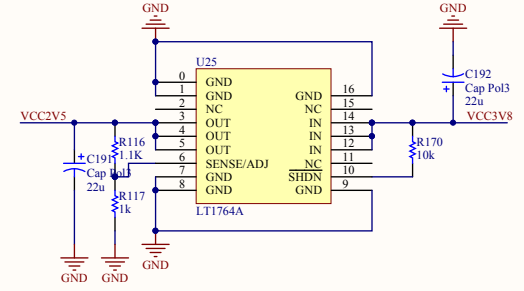 GND
GND
U25
C192
Cap Pol3
22u
0 GND
1 GND GND 16
2 NC NC 15
VCC2V5 3 OUT IN 14 VCC3V8
4 OUT IN 13
5 OUT IN 12
6 SENSE/ADJ NC 11
7 GND SHDN 10
8 GND GND 9
LT1764A
R116
1.1K
R170
10k
C191
Cap Pol3
22u
R117
1k
GND
GND
GND